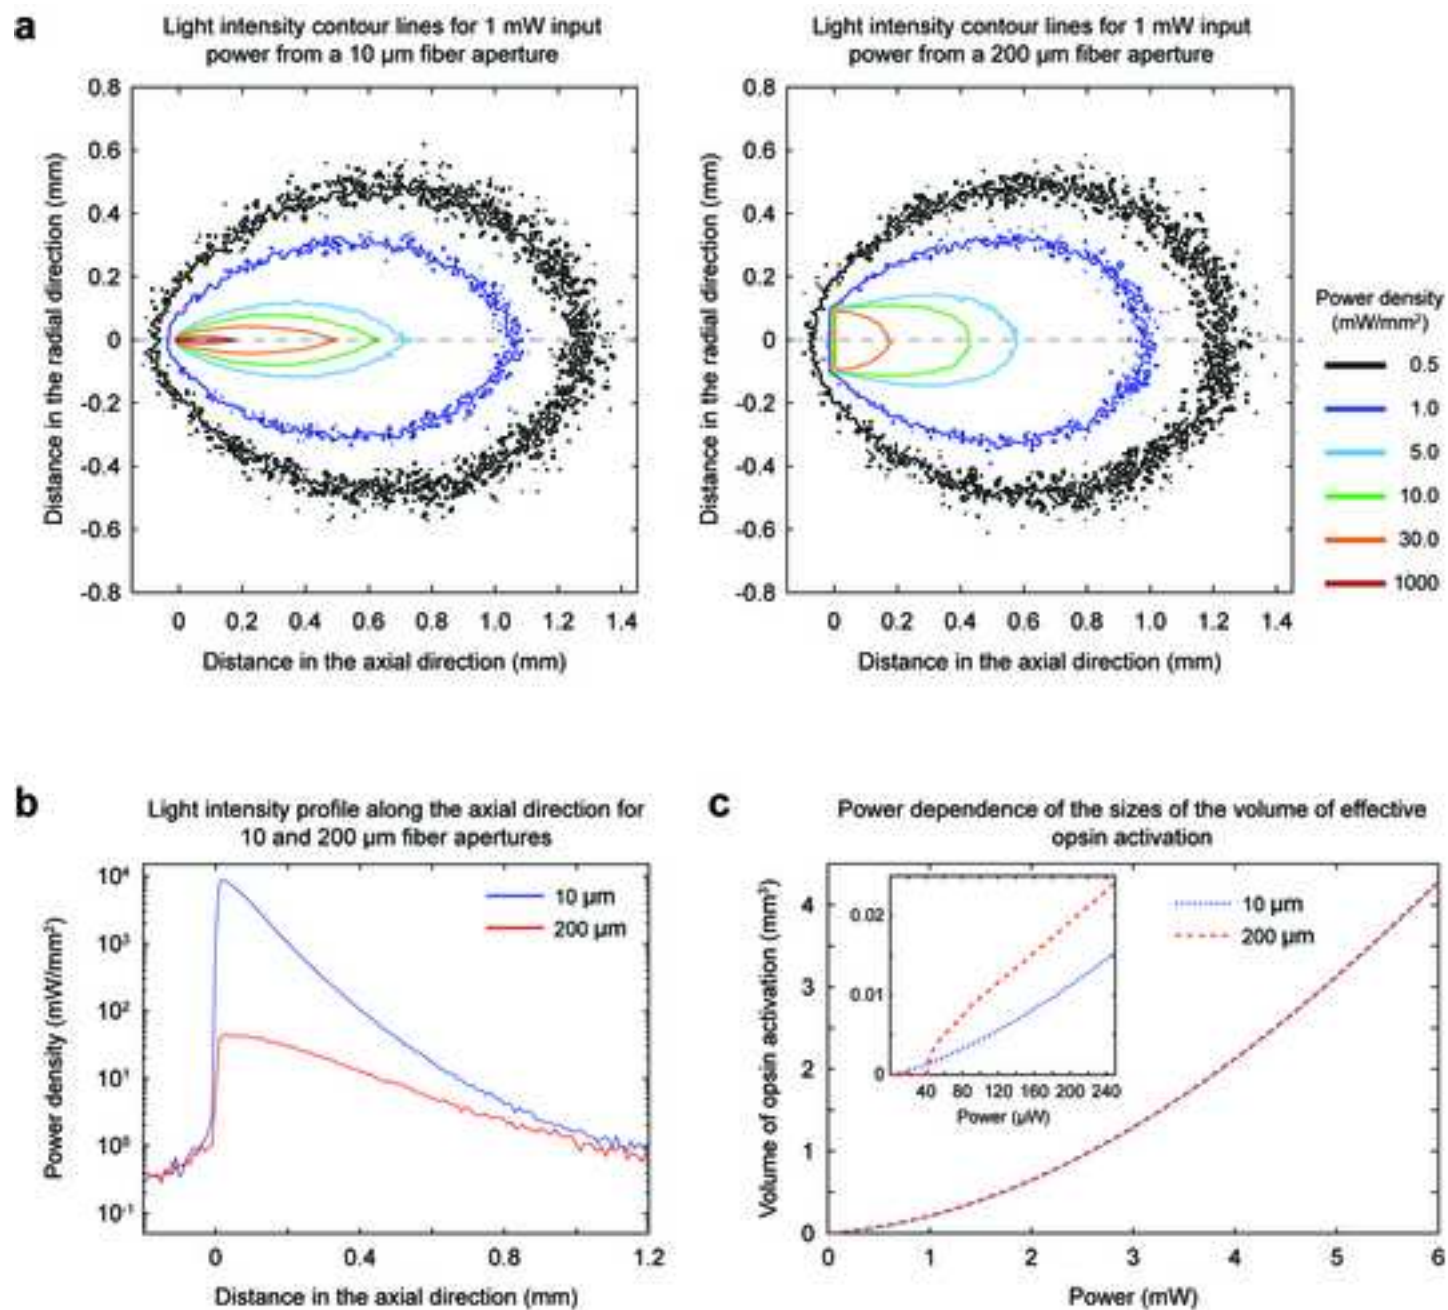 a
Light intensity contour lines for 1 mW input
power from a 10 µm fiber aperture
Light intensity contour lines for 1 mW input
power from a 200 µm fiber aperture
0.8
0.6
0.4
0.2
0
-0.2
-0.4
-0.6
-0.8
Distance in the radial direction (mm)
0 0.2 0.4 0.6 0.8 1.0 1.2 1.4
Distance in the axial direction (mm)
0.8
0.6
0.4
0.2
0
-0.2
-0.4
-0.6
-0.8
Distance in the radial direction (mm)
0 0.2 0.4 0.6 0.8 1.0 1.2 1.4
Distance in the axial direction (mm)
Power density
(mW/mm²)
0.5
1.0
5.0
10.0
30.0
1000
b
Light intensity profile along the axial direction for
10 and 200 µm fiber apertures
10⁴
10³
10²
10¹
10⁰
10⁻¹
Power density (mW/mm²)
10 µm
200 µm
0 0.4 0.8 1.2
Distance in the axial direction (mm)
c
Power dependence of the sizes of the volume of effective
opsin activation
4
3
2
1
0
Volume of opsin activation (mm³)
0.02
0.01
0
40 80 120 160 200 240
Power (µW)
10 µm
200 µm
0 1 2 3 4 5 6
Power (mW)